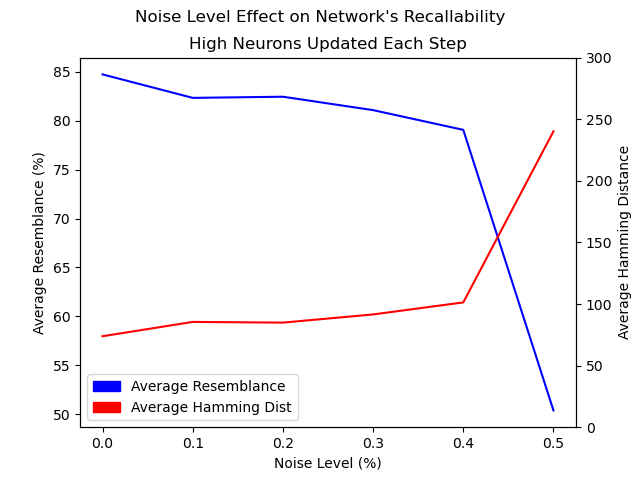 Noise Level Effect on Network's Recallability
High Neurons Updated Each Step
85
80
75
70
65
60
55
50
Average Resemblance (%)
300
250
200
150
100
50
0
Average Hamming Distance
Average Resemblance
Average Hamming Dist
0.0 0.1 0.2 0.3 0.4 0.5
Noise Level (%)